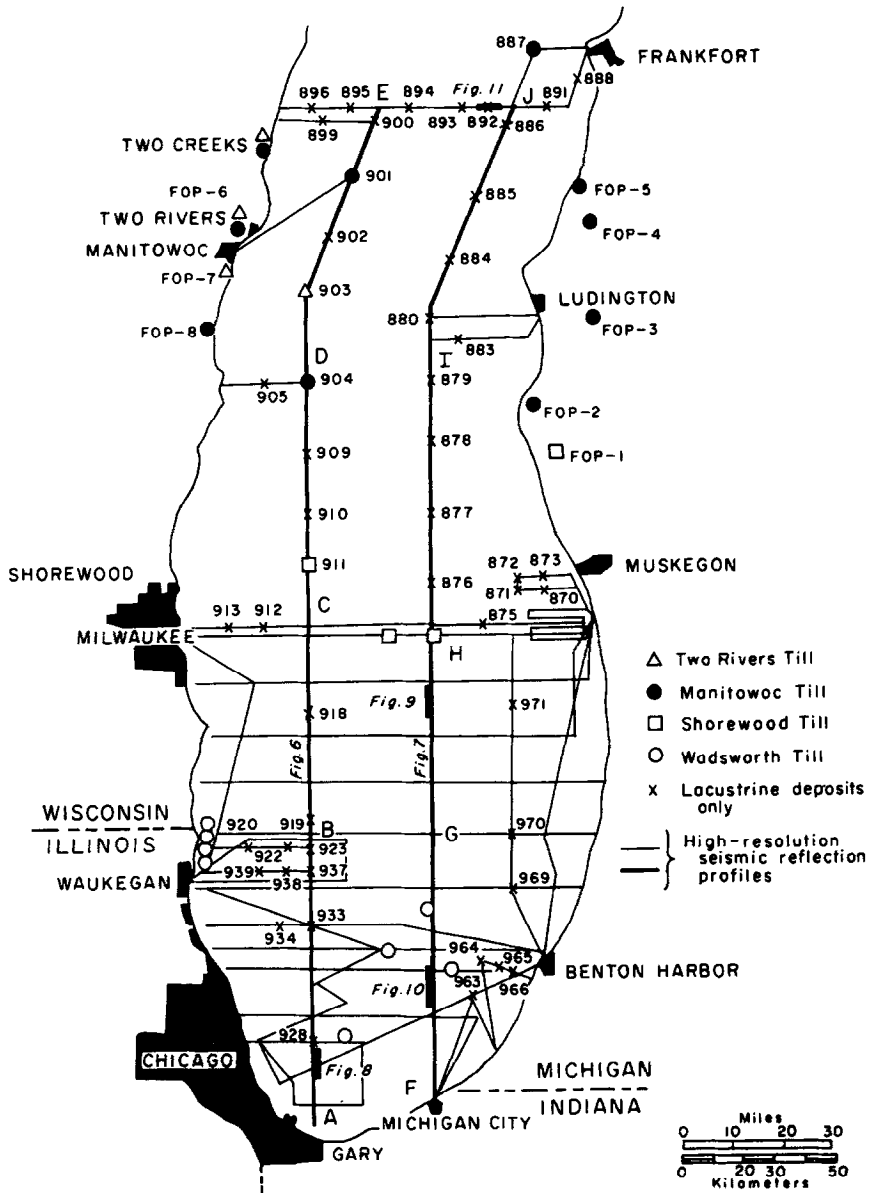 887
FRANKFORT
888
896 895 E 894 Fig. 11 J 891
893 892 886
899 900
TWO CREEKS
901
FOP-6
FOP-5
885
TWO RIVERS
FOP-4
902
MANITOWOC
884
FOP-7
903
LUDINGTON
880
FOP-3
FOP-8
883
D
I
904
879
905
FOP-2
878
909
FOP-1
877
910
872 873
MUSKEGON
911
SHOREWOOD
876
871 870
C
913 912
875
MILWAUKEE
H
Two Rivers Till
Manitowoc Till
Fig. 9
971
918
Shorewood Till
Fig. 6
Fig. 7
Wadsworth Till
Lacustrine deposits
only
WISCONSIN
920 919 B
G
970
ILLINOIS
923
High-resolution
seismic reflection
profiles
922
WAUKEGAN
939 937
938
969
933
934
964
965
BENTON HARBOR
963
966
Fig. 10
928
CHICAGO
Fig. 8
F
MICHIGAN
INDIANA
A
MICHIGAN CITY
GARY
Miles
0 10 20 30
0 20 30 50
Kilometers